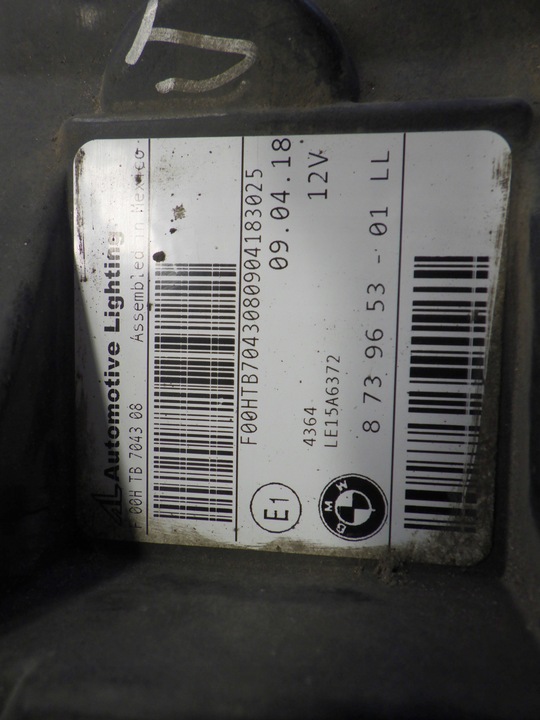 Automotive Lighting
F 00H TB 7043 08 Assembled in Mexico
F00HTB7043080904183025
09.04.18
12V
4364
LE15A6372
E1
BMW
8 73 96 53 - 01 LL